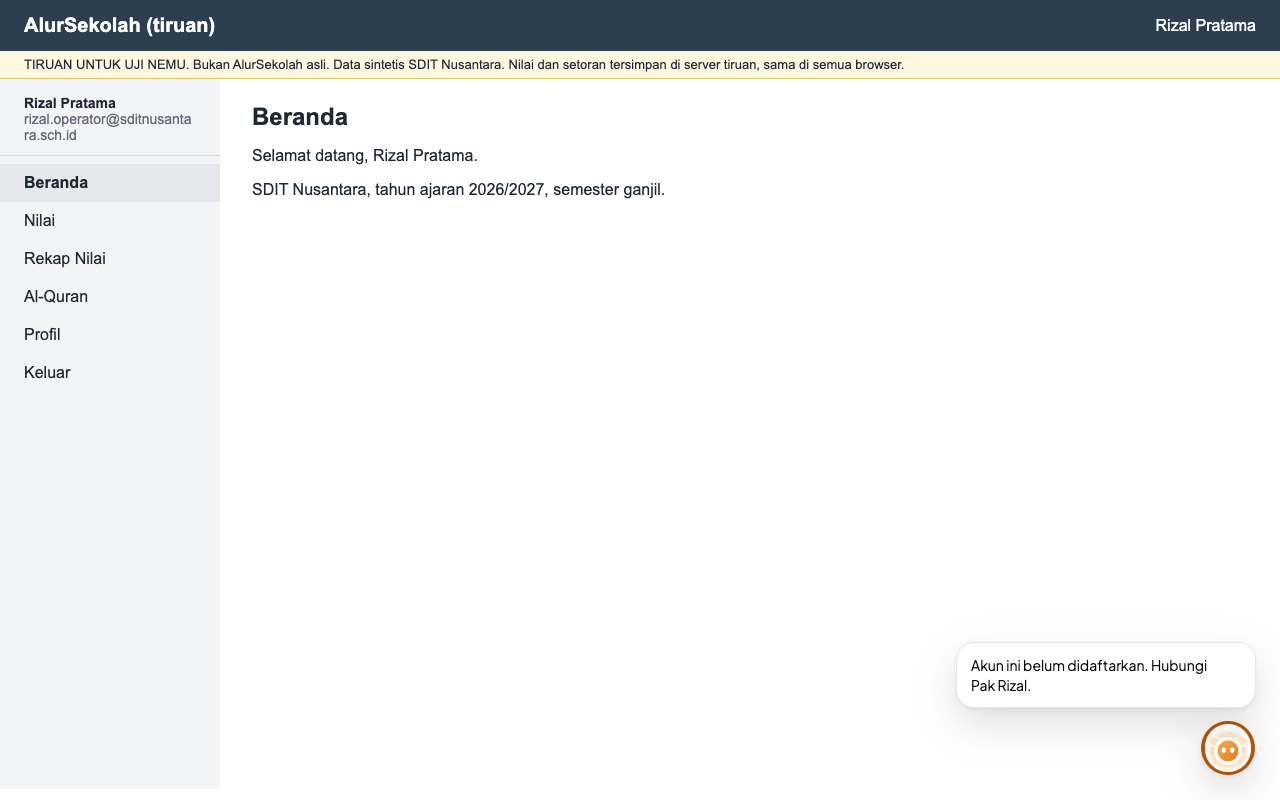 AlurSekolah (tiruan)
Rizal Pratama
TIRUAN UNTUK UJI NEMU. Bukan AlurSekolah asli. Data sintetis SDIT Nusantara. Nilai dan setoran tersimpan di server tiruan, sama di semua browser.
Rizal Pratama
rizal.operator@sditnusanta
ra.sch.id
Beranda
Nilai
Rekap Nilai
Al-Quran
Profil
Keluar
Beranda
Selamat datang, Rizal Pratama.
SDIT Nusantara, tahun ajaran 2026/2027, semester ganjil.
Akun ini belum didaftarkan. Hubungi
Pak Rizal.